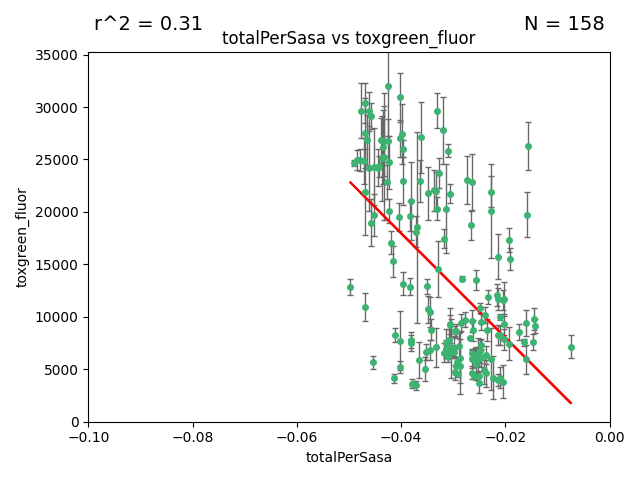 r^2 = 0.31
N = 158
totalPerSasa vs toxgreen_fluor
35000
30000
25000
20000
15000
10000
5000
0
toxgreen_fluor
−0.10
−0.08
−0.06
−0.04
−0.02
0.00
totalPerSasa